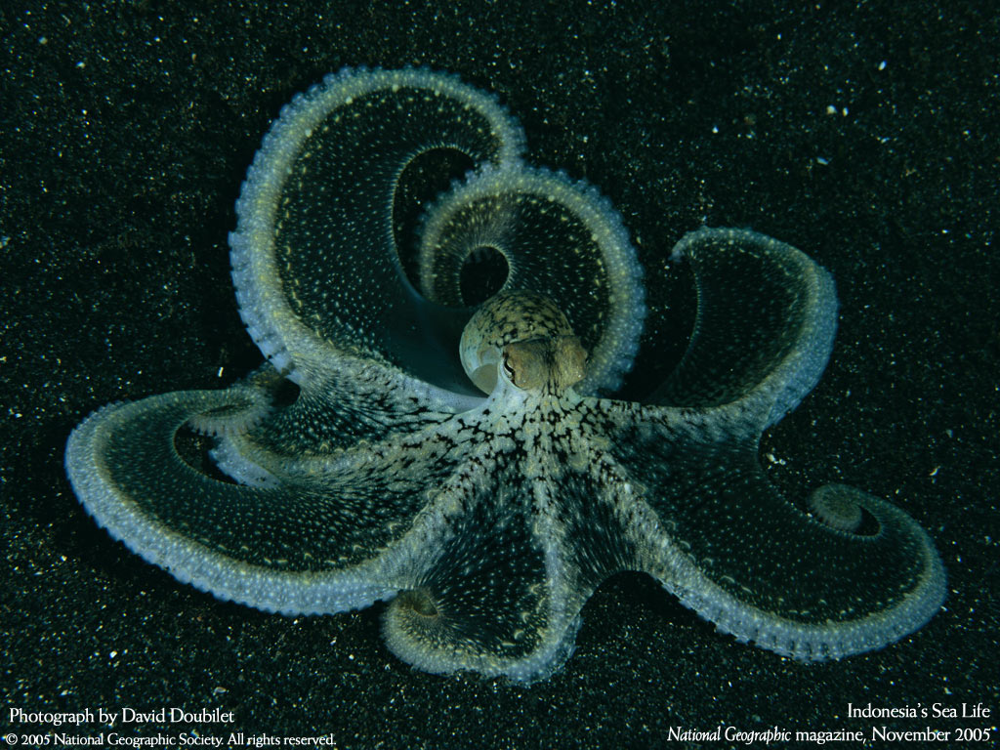 Photograph by David Doubilet
© 2005 National Geographic Society. All rights reserved.
Indonesia's Sea Life
National Geographic magazine, November 2005